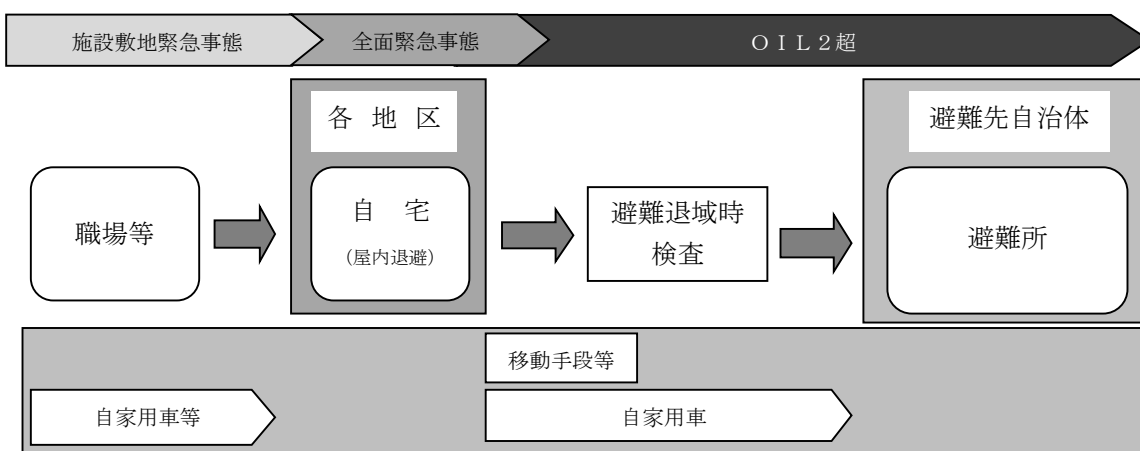 施設敷地緊急事態
全面緊急事態
ＯＩＬ２超
各 地 区
避難先自治体
職場等
自 宅
(屋内退避)
避難退域時
検査
避難所
移動手段等
自家用車等
自家用車